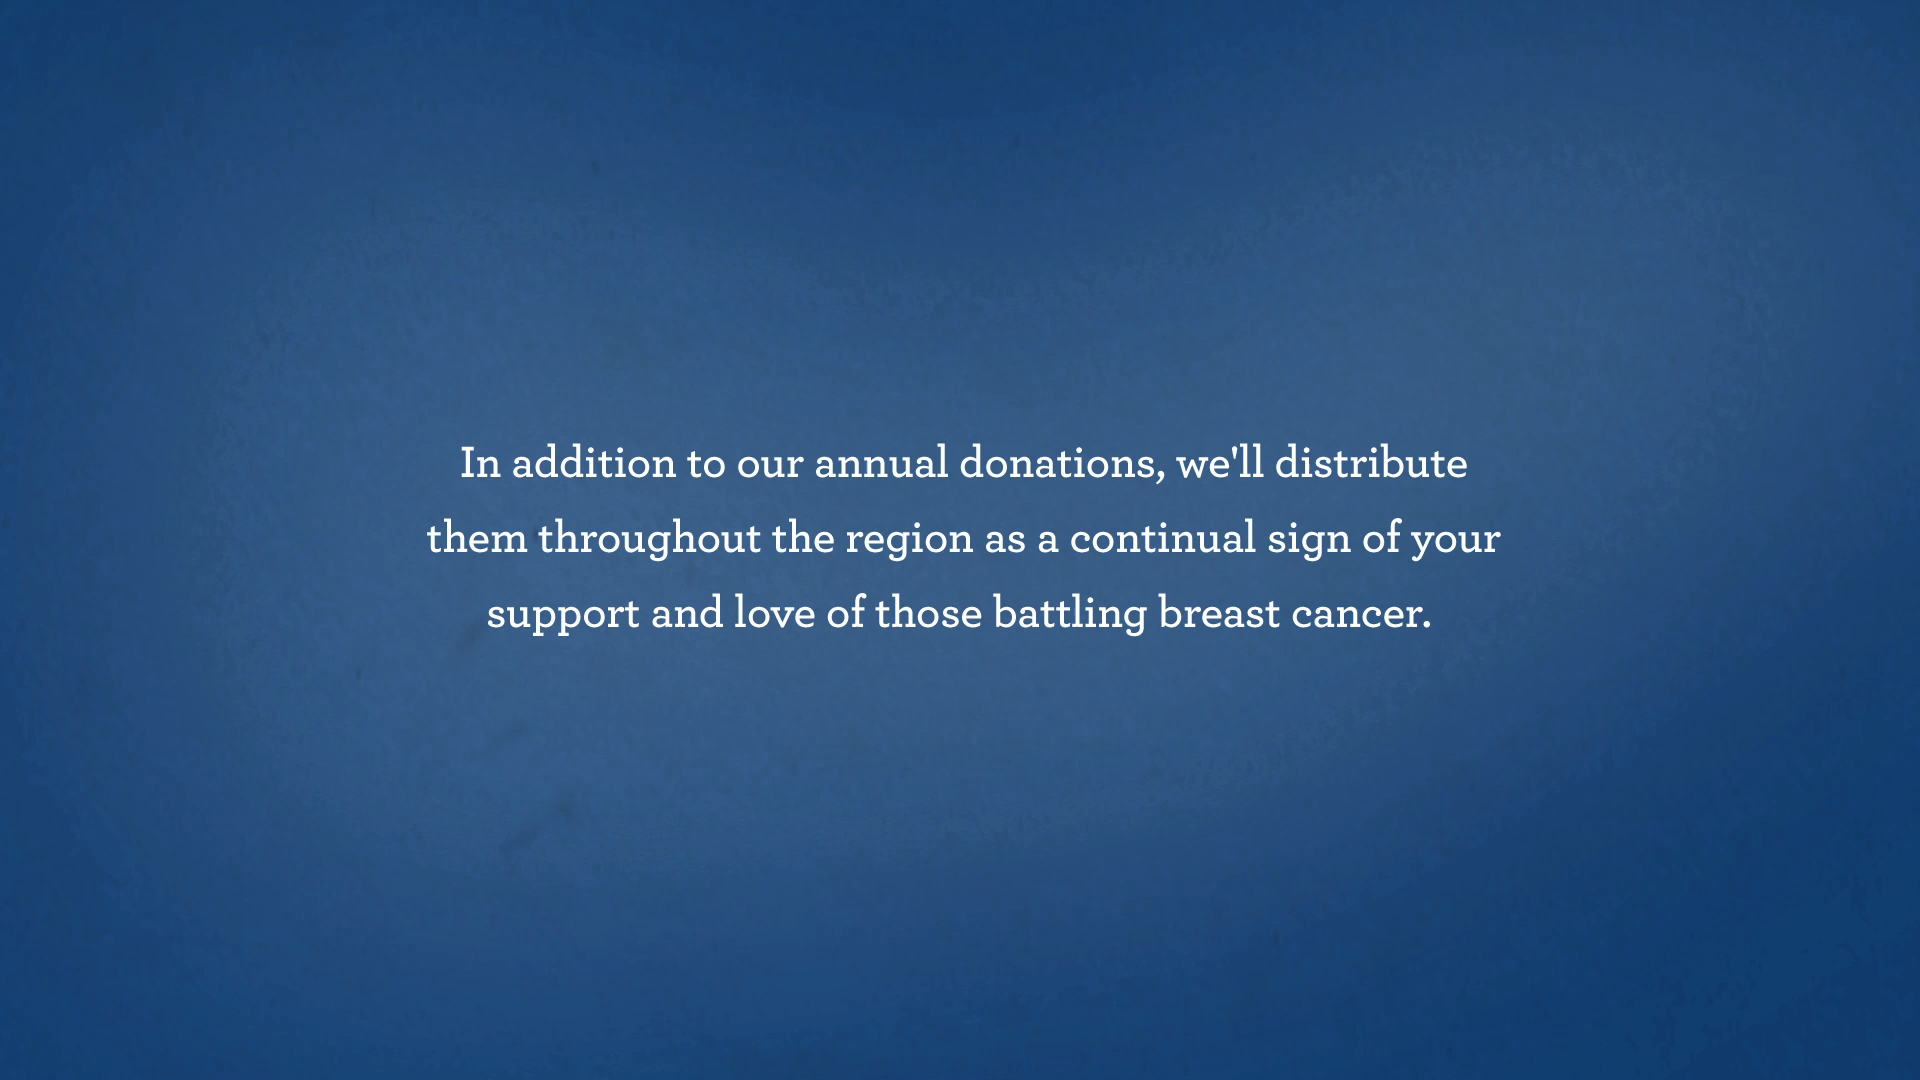 In addition to our annual donations, we'll distribute
them throughout the region as a continual sign of your
support and love of those battling breast cancer.